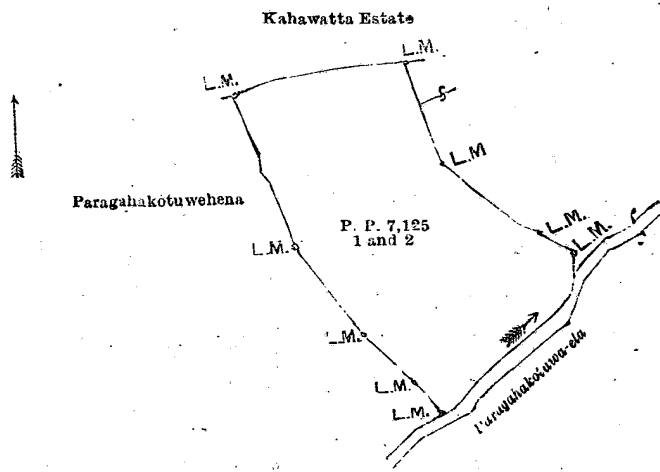 Kahawatta Estate
L.M.
L.M.
L.M
Paragahakotuwehena
P. P. 7,125
1 and 2
L.M.
L.M.
L.M.
L.M.
L.M.
L.M.
Paragahakotuwa-ela